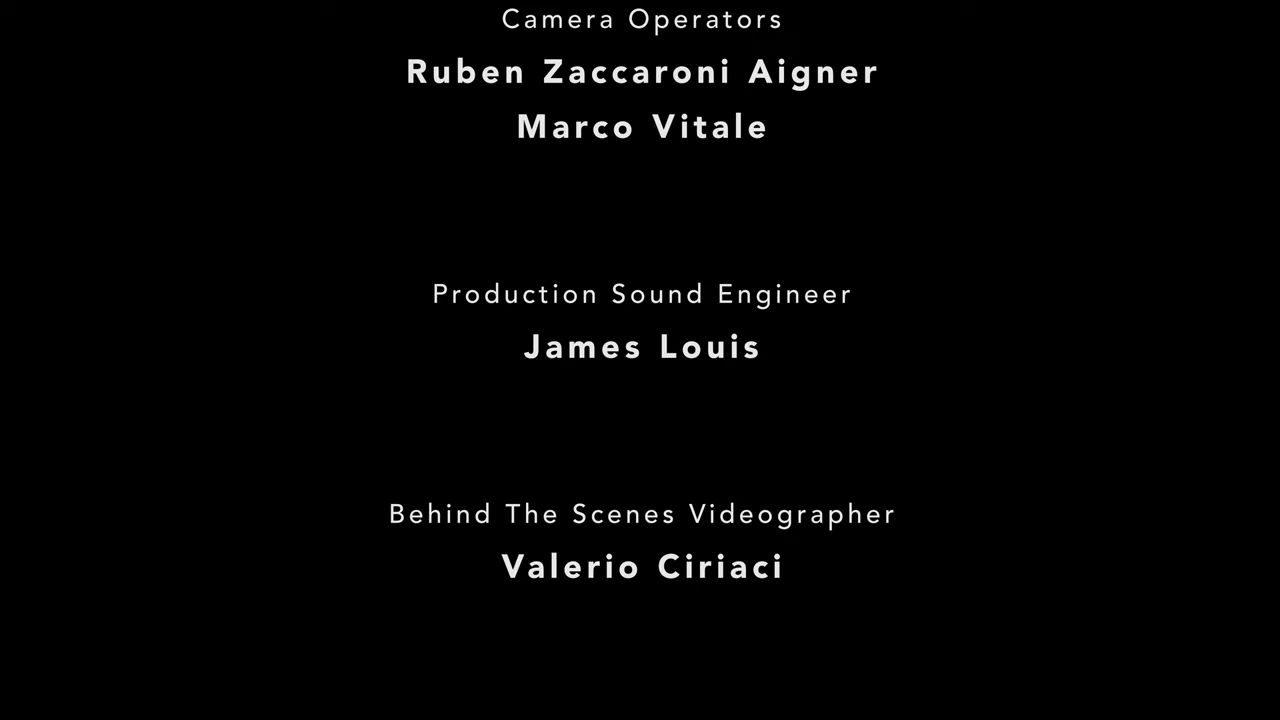 Camera Operators
Ruben Zaccaroni Aigner
Marco Vitale
Production Sound Engineer
James Louis
Behind The Scenes Videographer
Valerio Ciriaci